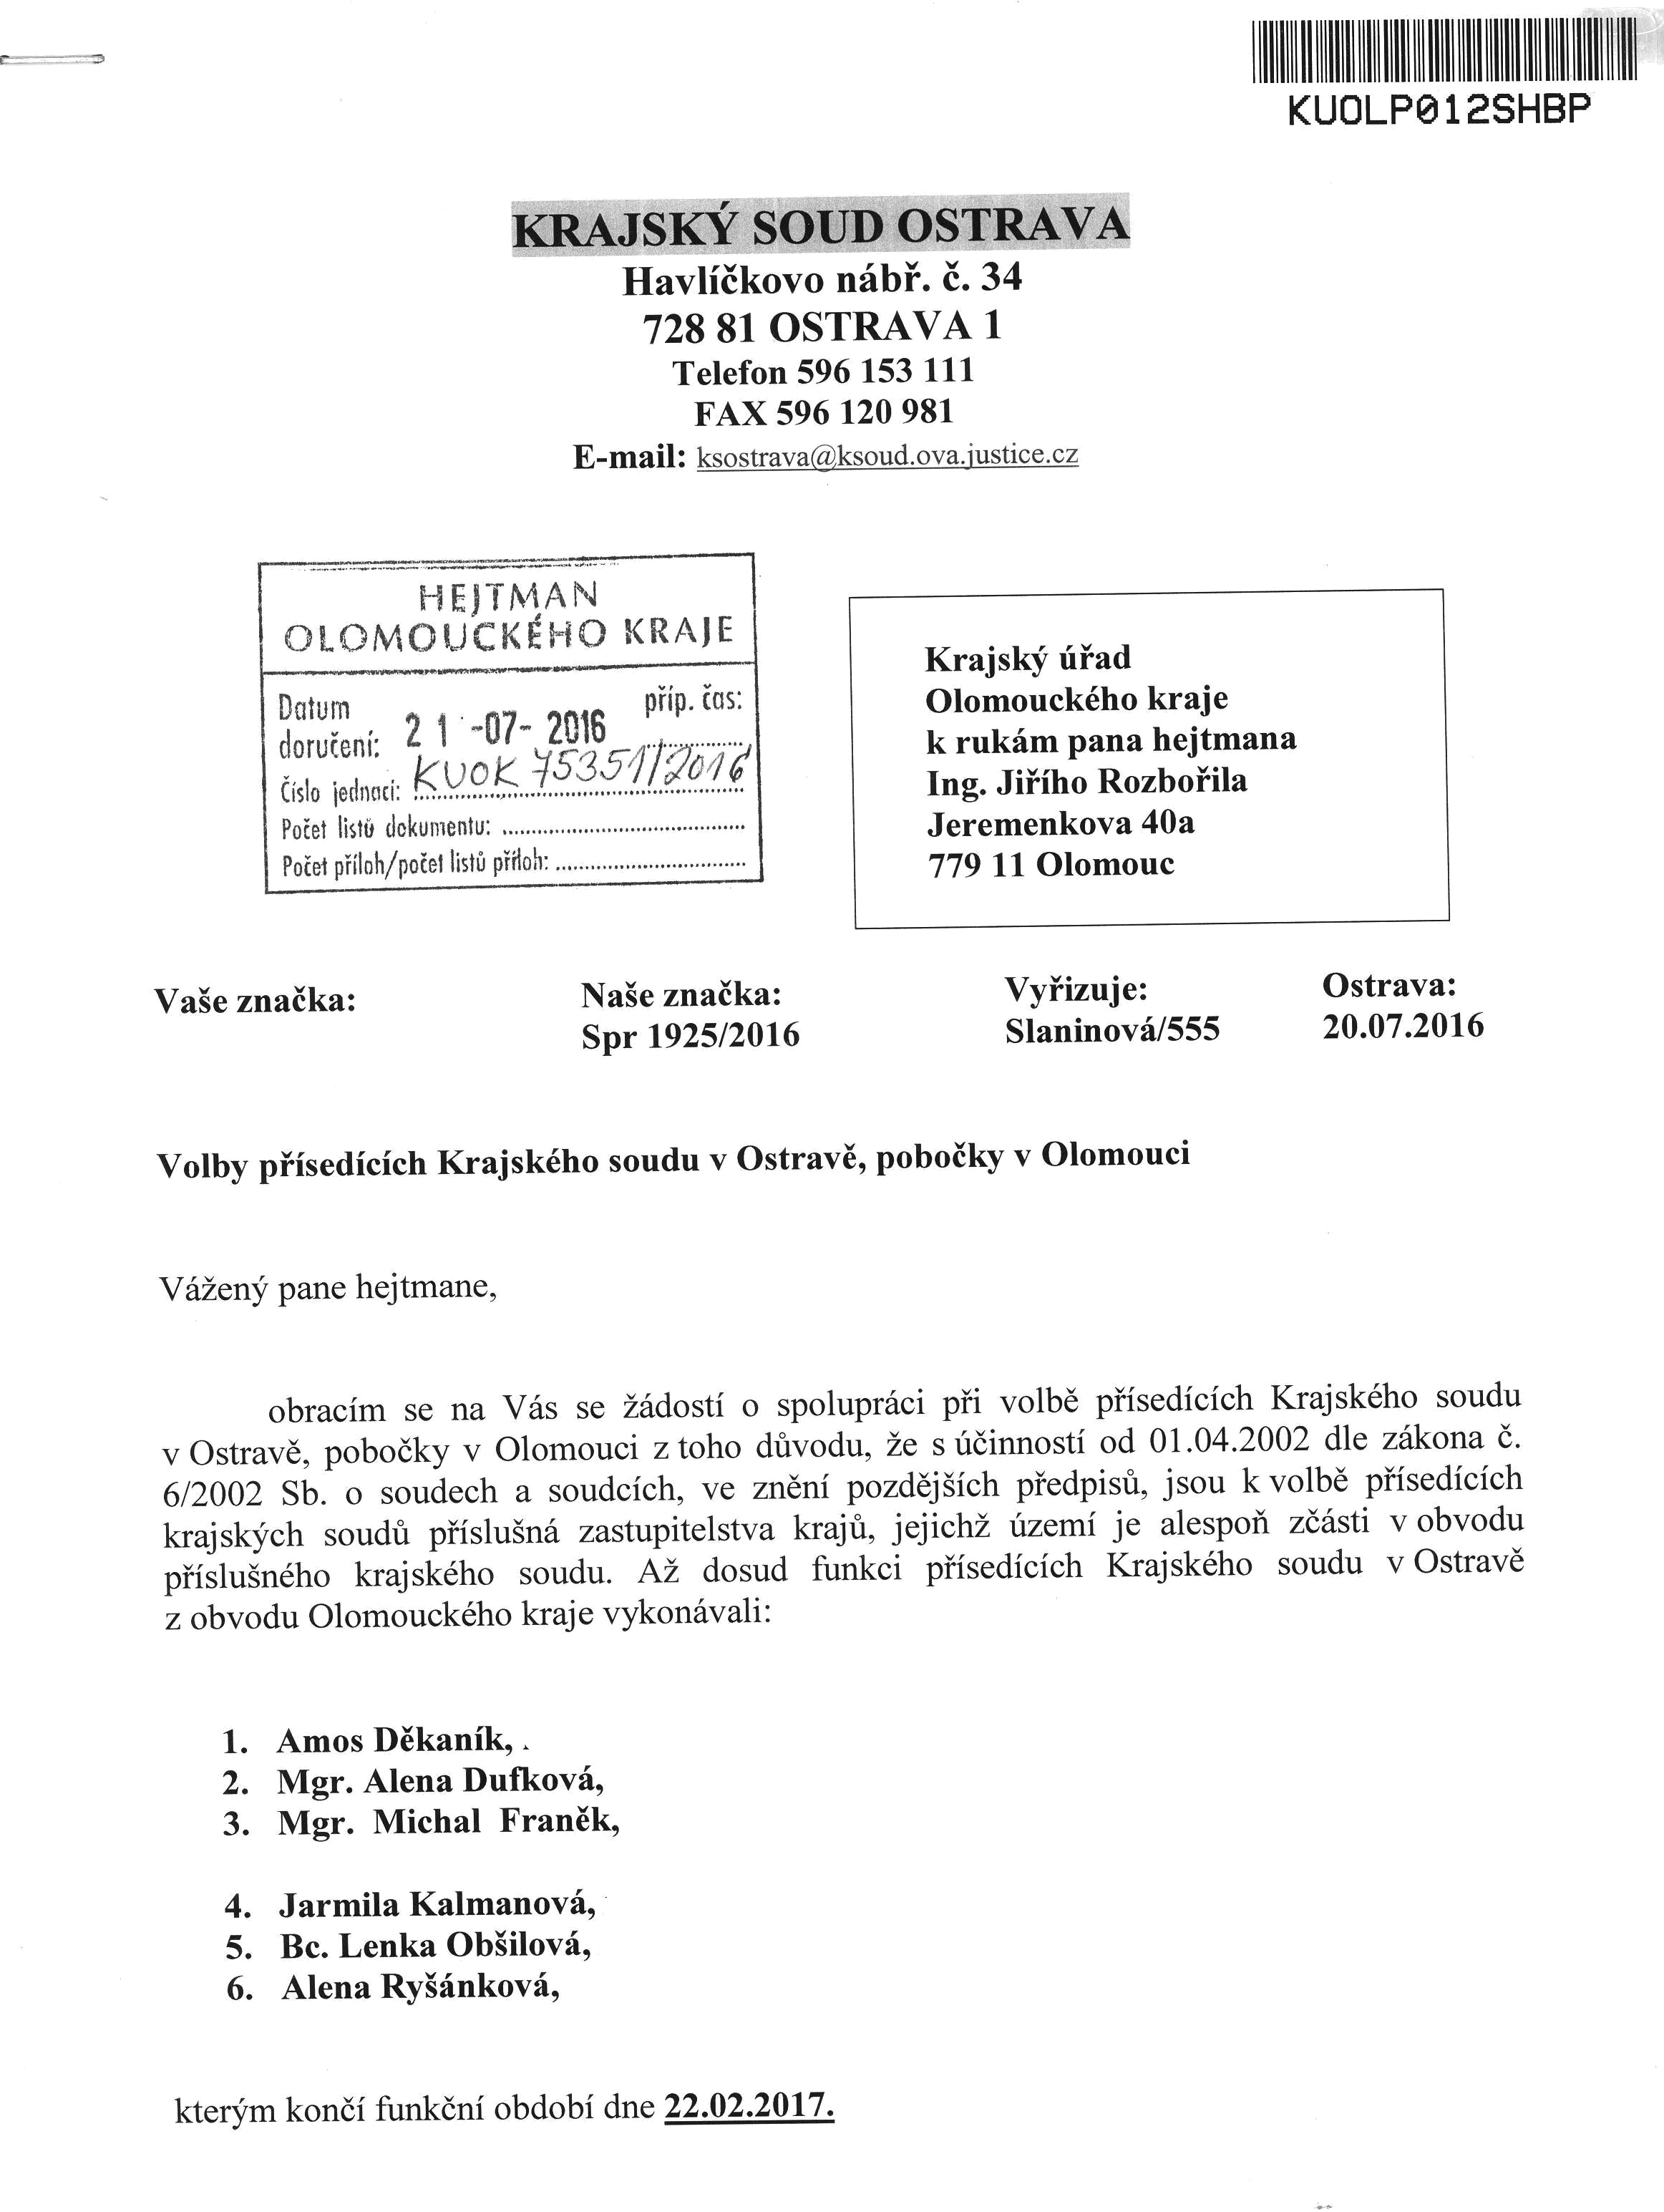 KUOLP012SHBP
KRAJSKÝ SOUD OSTRAVA
Havlíčkovo nábř. č. 34
728 81 OSTRAVA 1
Telefon 596 153 111
FAX 596 120 981
E-mail: ksostrava@ksoud.ova.justice.cz
HEJTMAN
OLOMOUCKÉHO KRAJE
Datum příp. čas:
doručení: 21-07-2016
Číslo jednací: KUOK 75351/2016
Počet listů dokumentu:
Počet příloh/počet listů příloh:
Krajský úřad
Olomouckého kraje
k rukám pana hejtmana
Ing. Jiřího Rozbořila
Jeremenkova 40a
779 11 Olomouc
Vaše značka: Naše značka: Vyřizuje: Ostrava:
Spr 1925/2016 Slaninová/555 20.07.2016
Volby přísedících Krajského soudu v Ostravě, pobočky v Olomouci
Vážený pane hejtmane,
obracím se na Vás se žádostí o spolupráci při volbě přísedících Krajského soudu
v Ostravě, pobočky v Olomouci z toho důvodu, že s účinností od 01.04.2002 dle zákona č.
6/2002 Sb. o soudech a soudcích, ve znění pozdějších předpisů, jsou k volbě přísedících
krajských soudů příslušná zastupitelstva krajů, jejichž území je alespoň zčásti v obvodu
příslušného krajského soudu. Až dosud funkci přísedících Krajského soudu v Ostravě
z obvodu Olomouckého kraje vykonávali:
1. Amos Děkaník,
2. Mgr. Alena Dufková,
3. Mgr. Michal Franěk,
4. Jarmila Kalmanová,
5. Bc. Lenka Obšilová,
6. Alena Ryšánková,
kterým končí funkční období dne 22.02.2017.